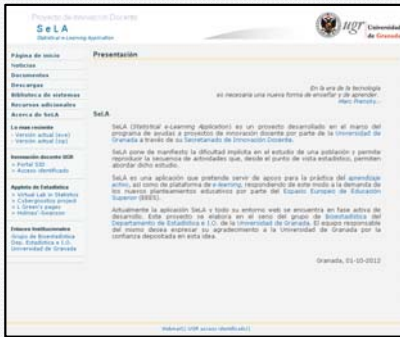 Proyecto de Innovación Docente
SeLA
Statistical e-Learning Application
ugr Universidad de Granada
Página de inicio
Noticias
Documentos
Descargas
Biblioteca de sistemas
Recursos adicionales
Acerca de SeLA
Lo mas reciente
Versión actual (exe)
Versión actual (zip)
Innovación docente UGR
Portal SID
Acceso identificado
Applets de Estadística
Virtual Lab in Statistics
Cybergnostics project
Enlaces institucionales
Grupo de Bioestadística
Dep. Estadística e I.O.
Universidad de Granada
Presentación
En la era de la tecnología
es necesaria una nueva forma de enseñar y de aprender.
Marc Prensky.-
SeLA
SeLA (Statistical e-Learning Application) es un proyecto desarrollado en el marco del
programa de ayudas a proyectos de innovación docente por parte de la Universidad de
Granada a través de su Secretariado de Innovación Docente.
SeLA pone de manifiesto la dificultad implícita en el estudio de una población y permite
reproducir la secuencia de actividades que, desde el punto de vista estadístico, permiten
abordar dicho estudio.
SeLA es una aplicación que pretende servir de apoyo para la práctica del aprendizaje
activo, así como de plataforma de e-learning, respondiendo de este modo a la demanda de
los nuevos planteamientos educativos por parte del Espacio Europeo de Educación
Superior (EEES).
Actualmente la aplicación SeLA y todo su entorno web se encuentra en fase activa de
desarrollo. Este proyecto se elabora en el seno del grupo de Bioestadística del
Departamento de Estadística e I.O. de la Universidad de Granada. El equipo responsable
del mismo desea expresar su agradecimiento a la Universidad de Granada por la
confianza depositada en esta idea.
Granada, 01-10-2012
Webmail|| UGR acceso identificado||